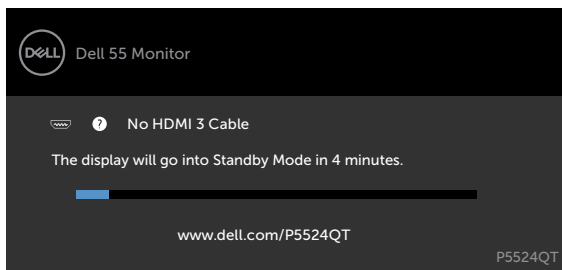 DELL
Dell 55 Monitor
? No HDMI 3 Cable
The display will go into Standby Mode in 4 minutes.
www.dell.com/P5524QT
P5524QT